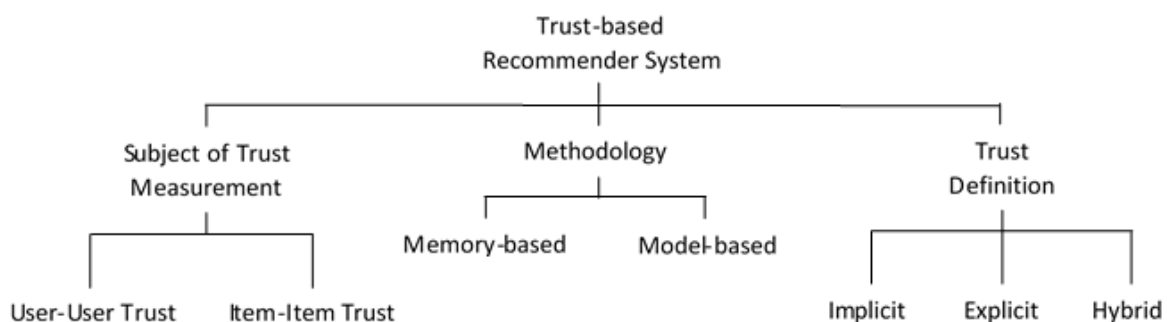 Trust-based
Recommender System
Subject of Trust
Measurement
Methodology
Trust
Definition
Memory-based
Model-based
User-User Trust
Item-Item Trust
Implicit
Explicit
Hybrid